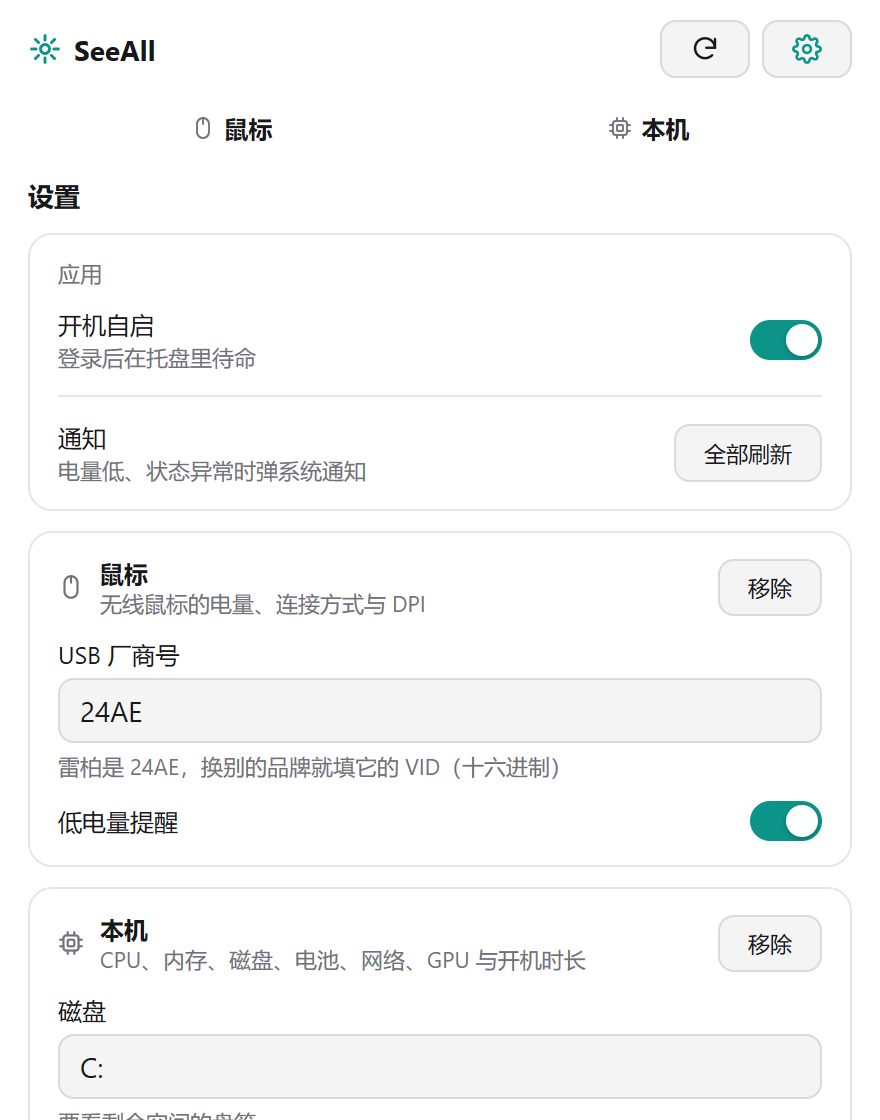 SeeAll
鼠标
本机
设置
应用
开机自启
登录后在托盘里待命
通知
电量低、状态异常时弹系统通知
全部刷新
鼠标
无线鼠标的电量、连接方式与 DPI
移除
USB 厂商号
24AE
雷柏是 24AE，换别的品牌就填它的 VID（十六进制）
低电量提醒
本机
CPU、内存、磁盘、电池、网络、GPU 与开机时长
移除
磁盘
C: